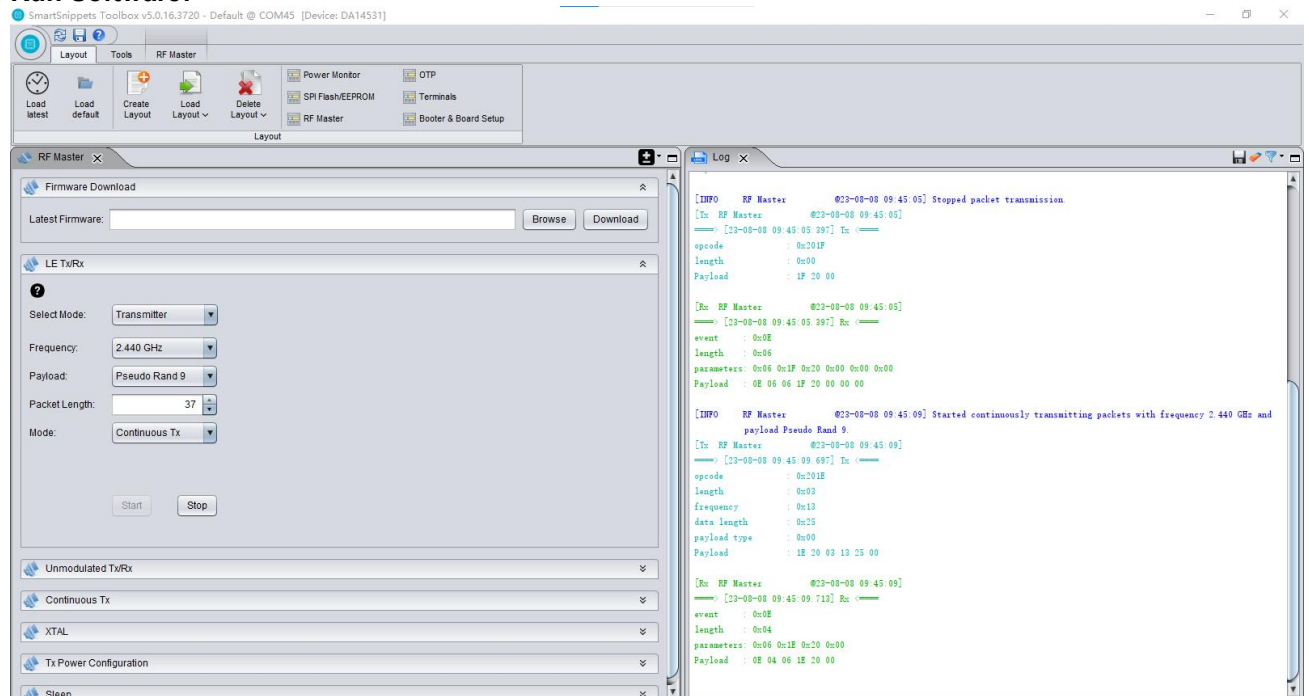 SmartSnippets Toolbox v5.0.16.3720 - Default @ COM45 [Device: DA14531]
Layout Tools RF Master
Load latest
Load default
Create Layout
Load Layout
Delete Layout
Power Monitor
SPI Flash/EEPROM
RF Master
OTP
Terminals
Booter & Board Setup
Layout
RF Master
Firmware Download
Latest Firmware: Browse Download
LE Tx/Rx
Select Mode: Transmitter
Frequency: 2.440 GHz
Payload: Pseudo Rand 9
Packet Length: 37
Mode: Continuous Tx
Start Stop
Unmodulated Tx/Rx
Continuous Tx
XTAL
Tx Power Configuration
Sleep
Log
[INFO RF Master @23-08-08 09:45:05] Stopped packet transmission.
[Tx RF Master @23-08-08 09:45:05]
====> [23-08-08 09:45:05.397] Tx <====
opcode : 0x201F
length : 0x00
Payload : 1F 20 00
[Rx RF Master @23-08-08 09:45:05]
====> [23-08-08 09:45:05.397] Rx <====
event : 0x0E
length : 0x06
parameters: 0x06 0x1F 0x20 0x00 0x00 0x00
Payload : 0E 06 06 1F 20 00 00 00
[INFO RF Master @23-08-08 09:45:09] Started continuously transmitting packets with frequency 2.440 GHz and
payload Pseudo Rand 9.
[Tx RF Master @23-08-08 09:45:09]
====> [23-08-08 09:45:09.697] Tx <====
opcode : 0x201E
length : 0x03
frequency : 0x13
data length : 0x25
payload type : 0x00
Payload : 1E 20 03 13 25 00
[Rx RF Master @23-08-08 09:45:09]
====> [23-08-08 09:45:09.713] Rx <====
event : 0x0E
length : 0x04
parameters: 0x06 0x1E 0x20 0x00
Payload : 0E 04 06 1E 20 00